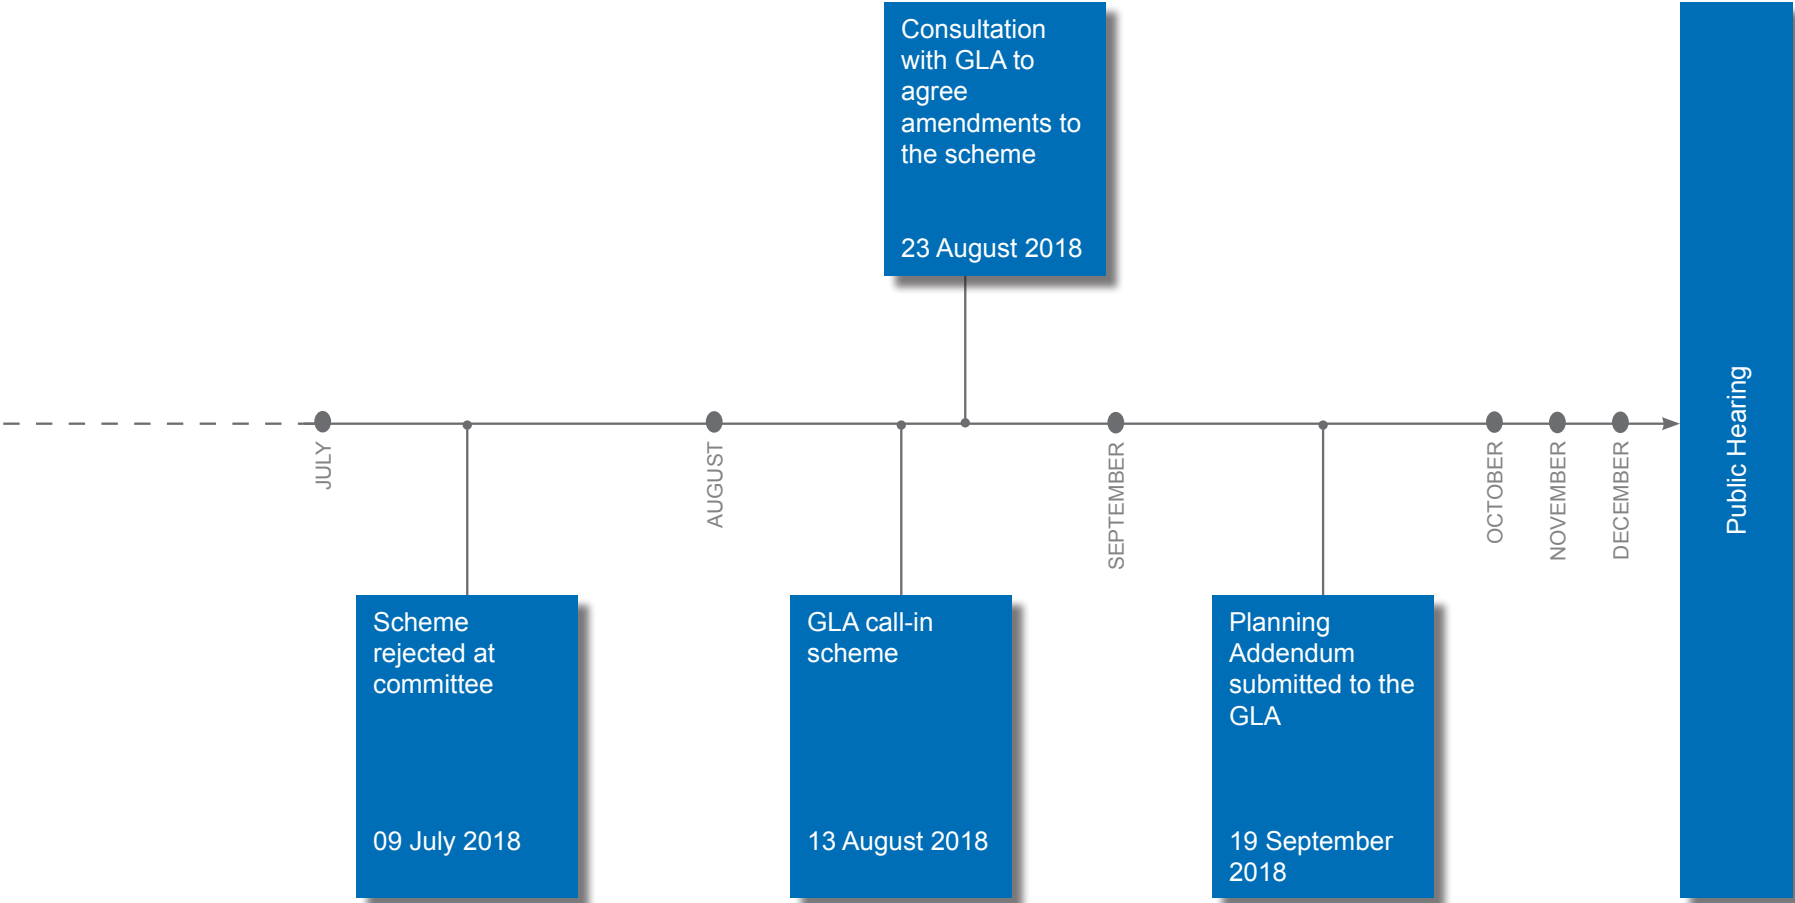 Consultation
with GLA to
agree
amendments to
the scheme
23 August 2018
JULY
AUGUST
SEPTEMBER
OCTOBER
NOVEMBER
DECEMBER
Public Hearing
Scheme
rejected at
committee
09 July 2018
GLA call-in
scheme
13 August 2018
Planning
Addendum
submitted to the
GLA
19 September
2018